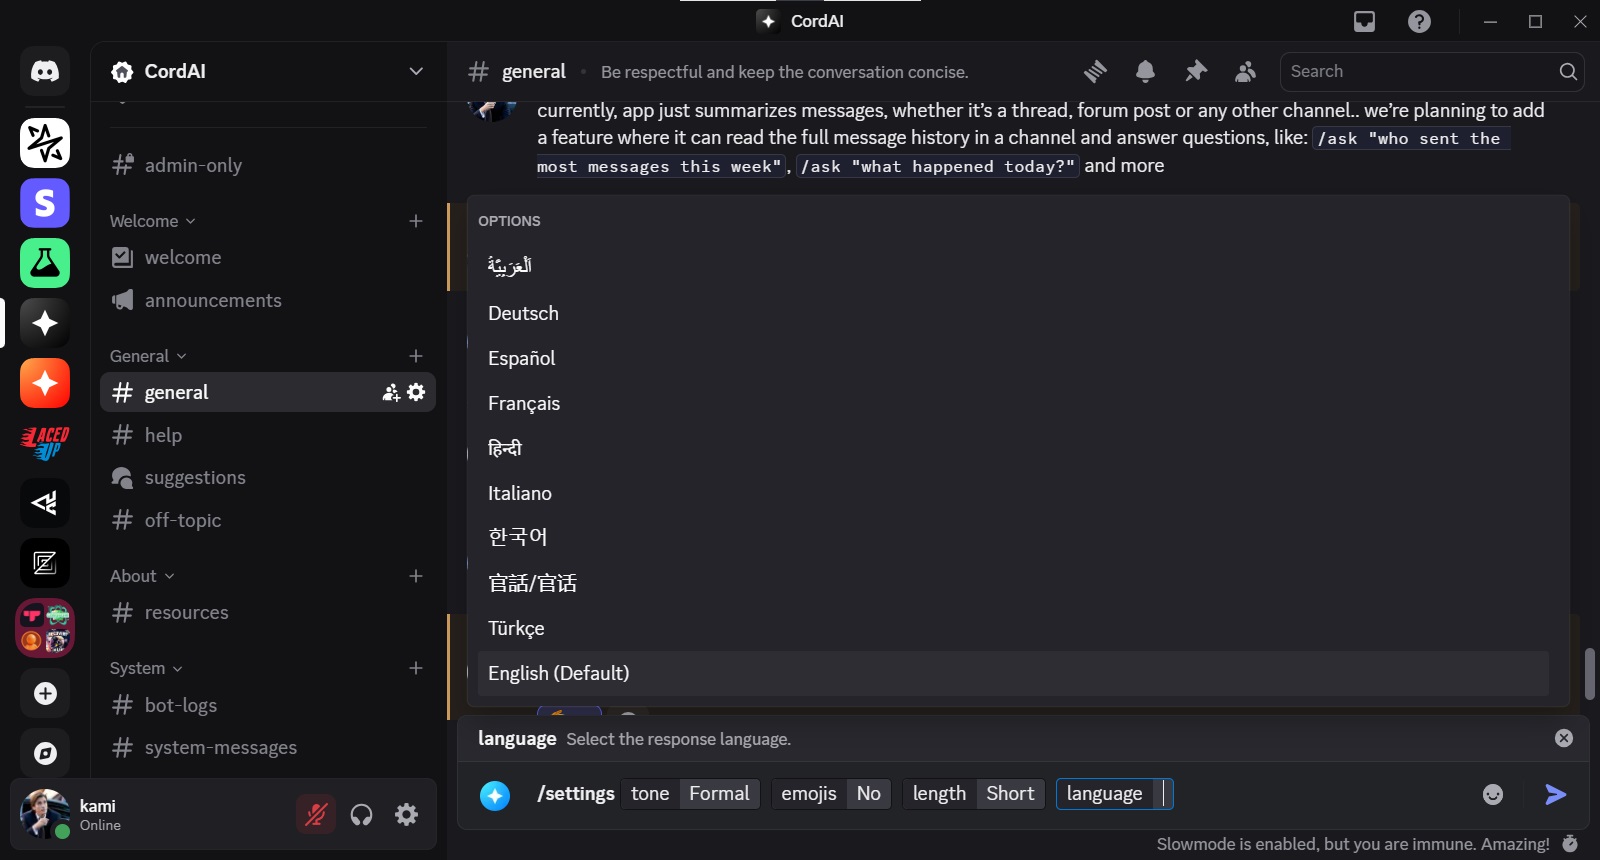 CordAI
CordAI
admin-only
Welcome
welcome
announcements
General
general
help
suggestions
off-topic
About
resources
System
bot-logs
system-messages
kami
Online
S
LACED
UP
general • Be respectful and keep the conversation concise.
Search
currently, app just summarizes messages, whether it’s a thread, forum post or any other channel.. we’re planning to add
a feature where it can read the full message history in a channel and answer questions, like: /ask "who sent the
most messages this week", /ask "what happened today?" and more
OPTIONS
اَلْعَرَبِيَّةُ
Deutsch
Español
Français
हिन्दी
Italiano
한국어
官話/官话
Türkçe
English (Default)
language Select the response language.
/settings tone Formal emojis No length Short language
Slowmode is enabled, but you are immune. Amazing!